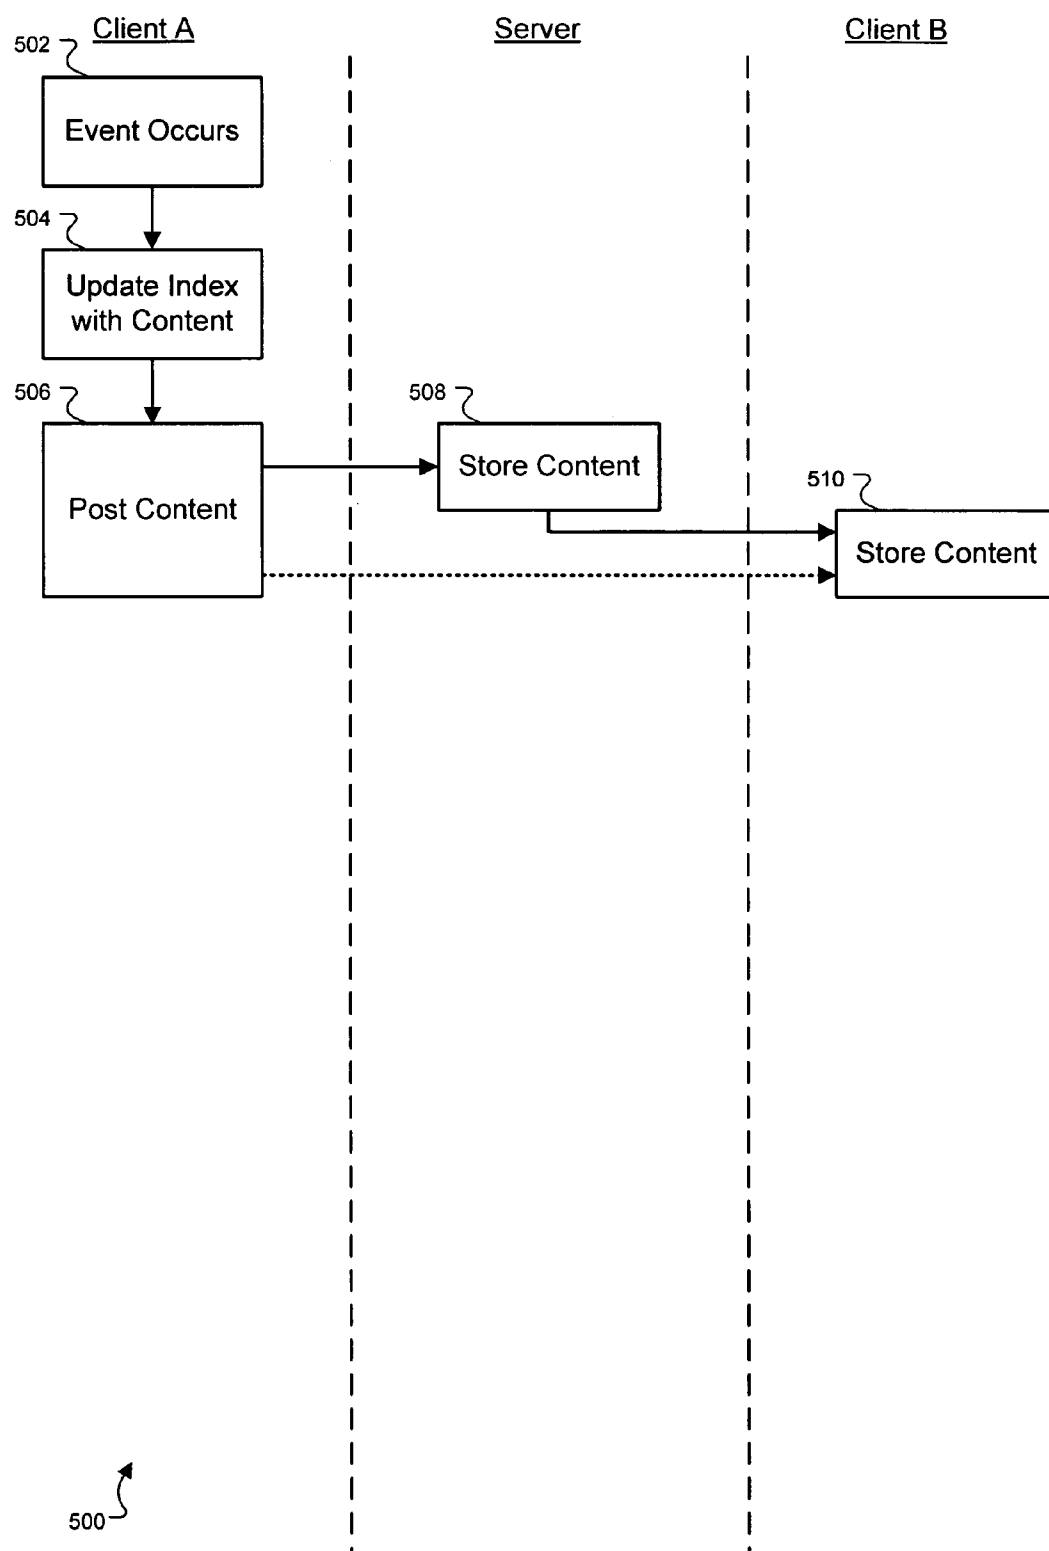 Client A
Server
Client B
502
Event Occurs
504
Update Index
with Content
506
Post Content
508
Store Content
510
Store Content
500